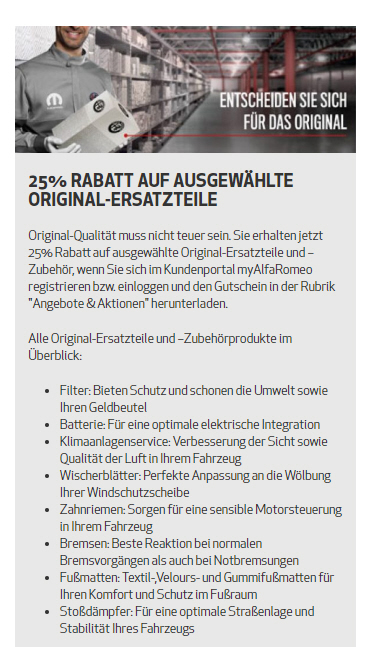 ENTSCHEIDEN SIE SICH
FÜR DAS ORIGINAL
25% RABATT AUF AUSGEWÄHLTE
ORIGINAL-ERSATZTEILE
Original-Qualität muss nicht teuer sein. Sie erhalten jetzt
25% Rabatt auf ausgewählte Original-Ersatzteile und –
Zubehör, wenn Sie sich im Kundenportal myAlfaRomeo
registrieren bzw. einloggen und den Gutschein in der Rubrik
"Angebote & Aktionen" herunterladen.
Alle Original-Ersatzteile und –Zubehörprodukte im
Überblick:
• Filter: Bieten Schutz und schonen die Umwelt sowie
Ihren Geldbeutel
• Batterie: Für eine optimale elektrische Integration
• Klimaanlagenservice: Verbesserung der Sicht sowie
Qualität der Luft in Ihrem Fahrzeug
• Wischerblätter: Perfekte Anpassung an die Wölbung
Ihrer Windschutzscheibe
• Zahnriemen: Sorgen für eine sensible Motorsteuerung
in Ihrem Fahrzeug
• Bremsen: Beste Reaktion bei normalen
Bremsvorgängen als auch bei Notbremsungen
• Fußmatten: Textil-,Velours- und Gummifußmatten für
Ihren Komfort und Schutz im Fußraum
• Stoßdämpfer: Für eine optimale Straßenlage und
Stabilität Ihres Fahrzeugs